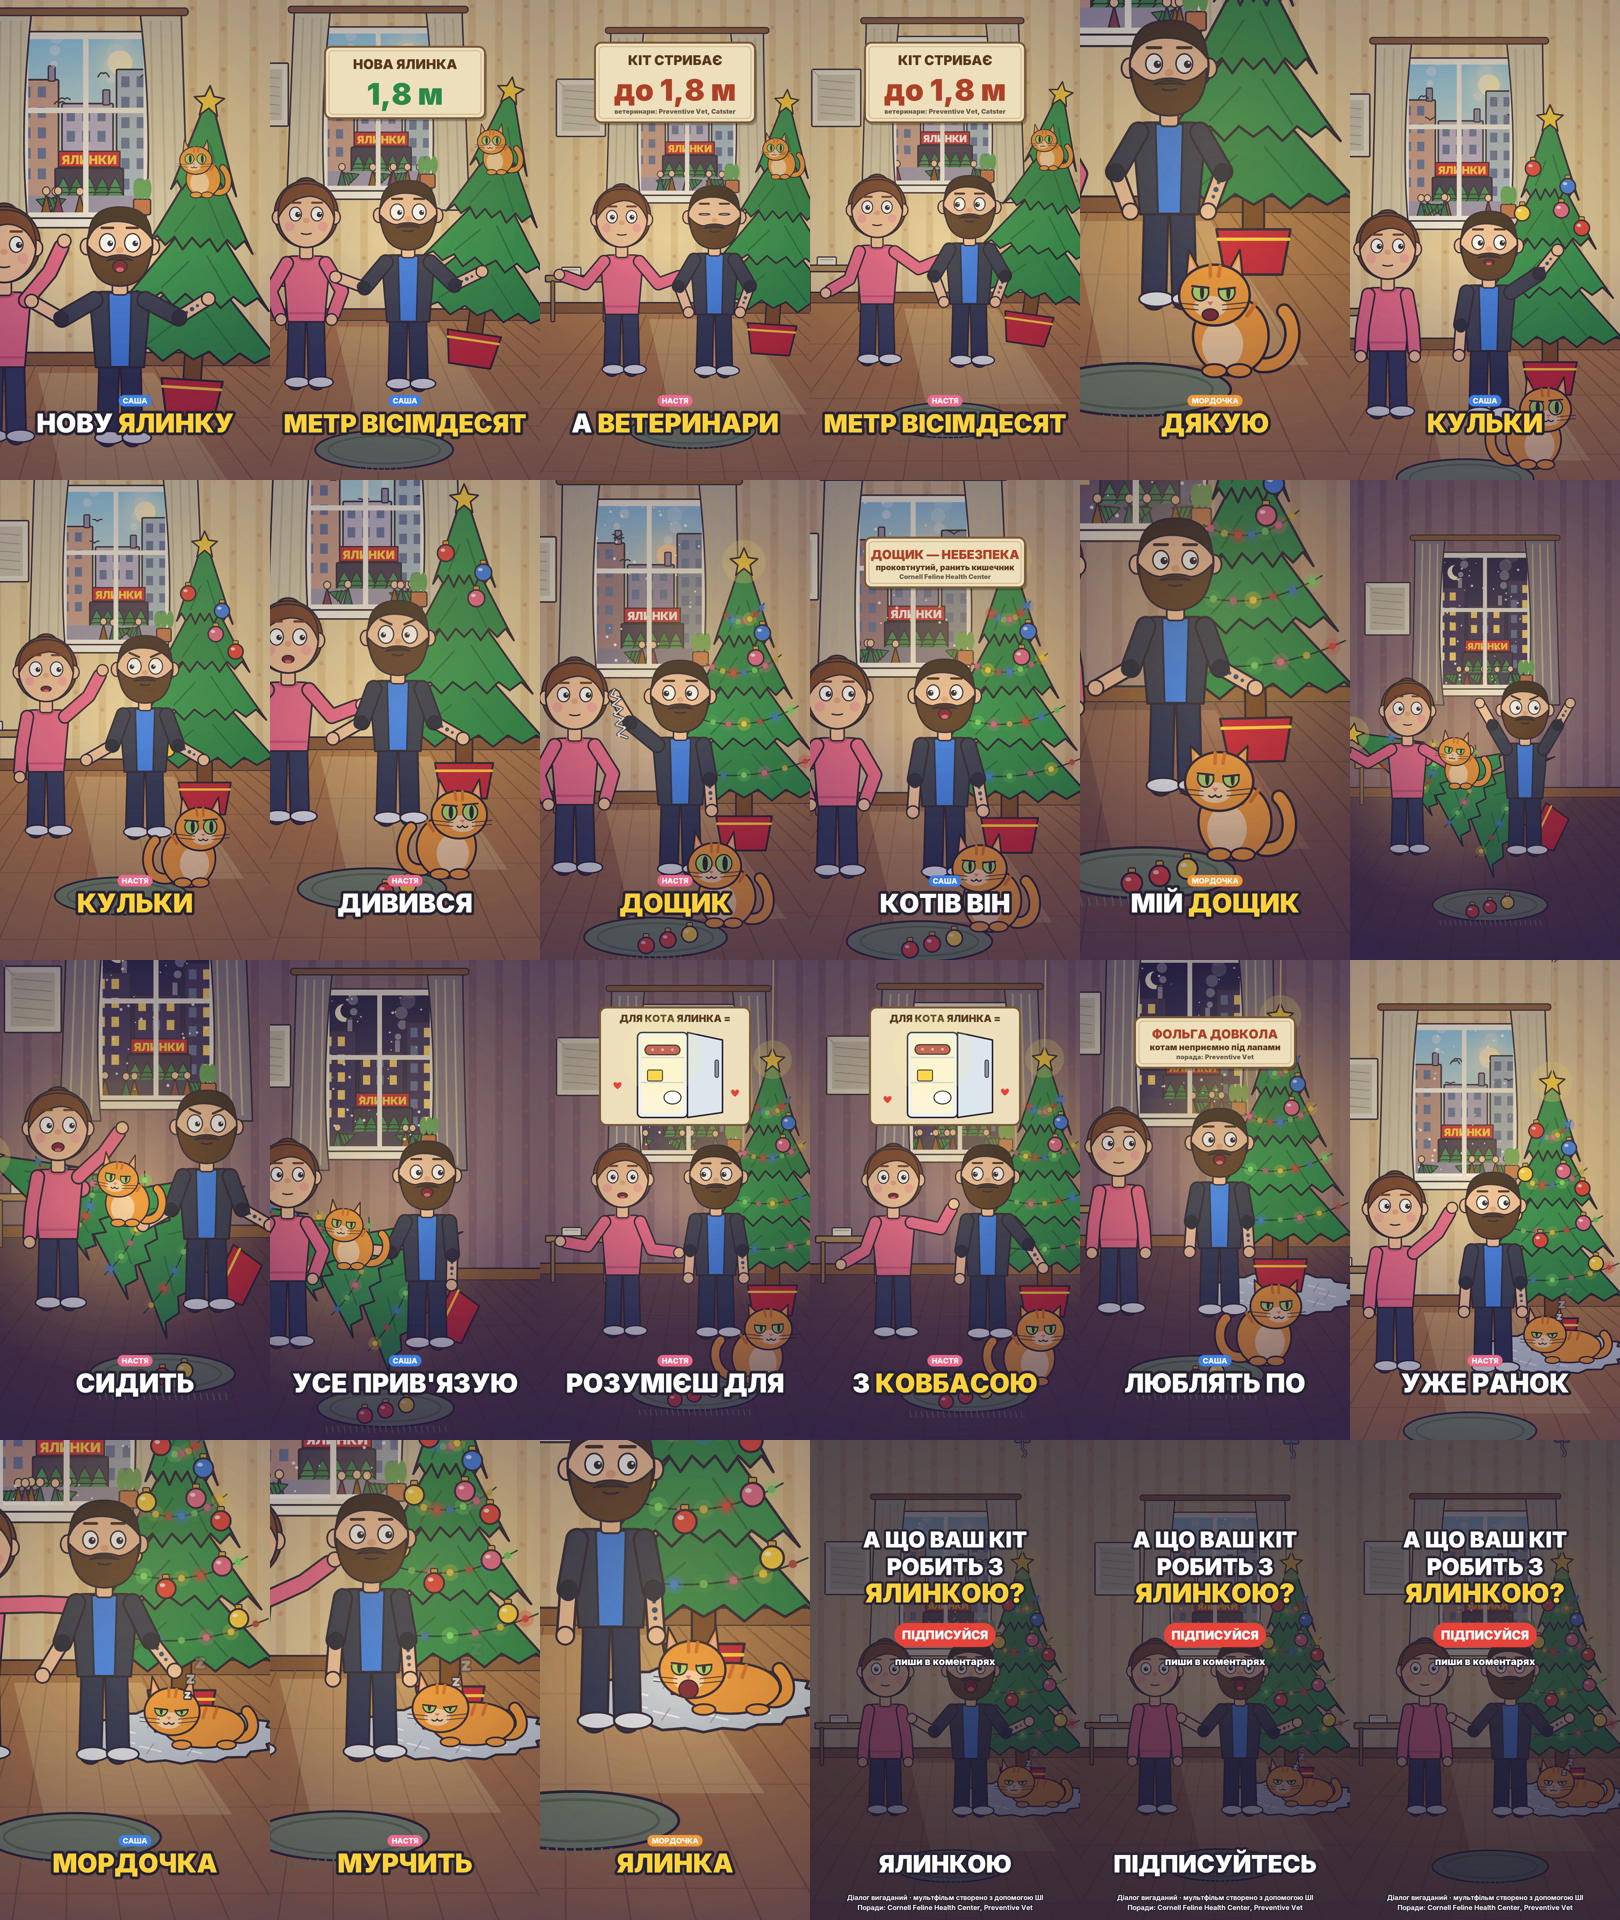 ЯЛИНКИ
САША
НОВУ ЯЛИНКУ
НОВА ЯЛИНКА
1,8 м
ЯЛИНКИ
САША
МЕТР ВІСІМДЕСЯТ
КІТ СТРИБАЄ
до 1,8 м
ветеринари: Preventive Vet, Catster
ЯЛИНКИ
НАСТЯ
А ВЕТЕРИНАРИ
КІТ СТРИБАЄ
до 1,8 м
ветеринари: Preventive Vet, Catster
ЯЛИНКИ
НАСТЯ
МЕТР ВІСІМДЕСЯТ
МОРДОЧКА
ДЯКУЮ
ЯЛИНКИ
САША
КУЛЬКИ
ЯЛИНКИ
НАСТЯ
КУЛЬКИ
ЯЛИНКИ
НАСТЯ
ДИВИВСЯ
ЯЛИНКИ
НАСТЯ
ДОЩИК
ДОЩИК — НЕБЕЗПЕКА
проковтнутий, ранить кишечник
Cornell Feline Health Center
ЯЛИНКИ
САША
КОТІВ ВІН
МОРДОЧКА
МІЙ ДОЩИК
ЯЛИНКИ
ЯЛИНКИ
НАСТЯ
СИДИТЬ
ЯЛИНКИ
САША
УСЕ ПРИВ'ЯЗУЮ
ДЛЯ КОТА ЯЛИНКА =
НАСТЯ
РОЗУМІЄШ ДЛЯ
ДЛЯ КОТА ЯЛИНКА =
НАСТЯ
З КОВБАСОЮ
ФОЛЬГА ДОВКОЛА
котам неприємно під лапами
порада: Preventive Vet
САША
ЛЮБЛЯТЬ ПО
ЯЛИНКИ
z
НАСТЯ
УЖЕ РАНОК
ЯЛИНКИ
z
z
САША
МОРДОЧКА
ЯЛИНКИ
z
z
НАСТЯ
МУРЧИТЬ
МОРДОЧКА
ЯЛИНКА
А ЩО ВАШ КІТ
РОБИТЬ З
ЯЛИНКОЮ?
ПІДПИСУЙСЯ
пиши в коментарях
ЯЛИНКОЮ
Діалог вигаданий · мультфільм створено з допомогою ШІ
Поради: Cornell Feline Health Center, Preventive Vet
А ЩО ВАШ КІТ
РОБИТЬ З
ЯЛИНКОЮ?
ПІДПИСУЙСЯ
пиши в коментарях
ПІДПИСУЙТЕСЬ
Діалог вигаданий · мультфільм створено з допомогою ШІ
Поради: Cornell Feline Health Center, Preventive Vet
А ЩО ВАШ КІТ
РОБИТЬ З
ЯЛИНКОЮ?
ПІДПИСУЙСЯ
пиши в коментарях
Діалог вигаданий · мультфільм створено з допомогою ШІ
Поради: Cornell Feline Health Center, Preventive Vet